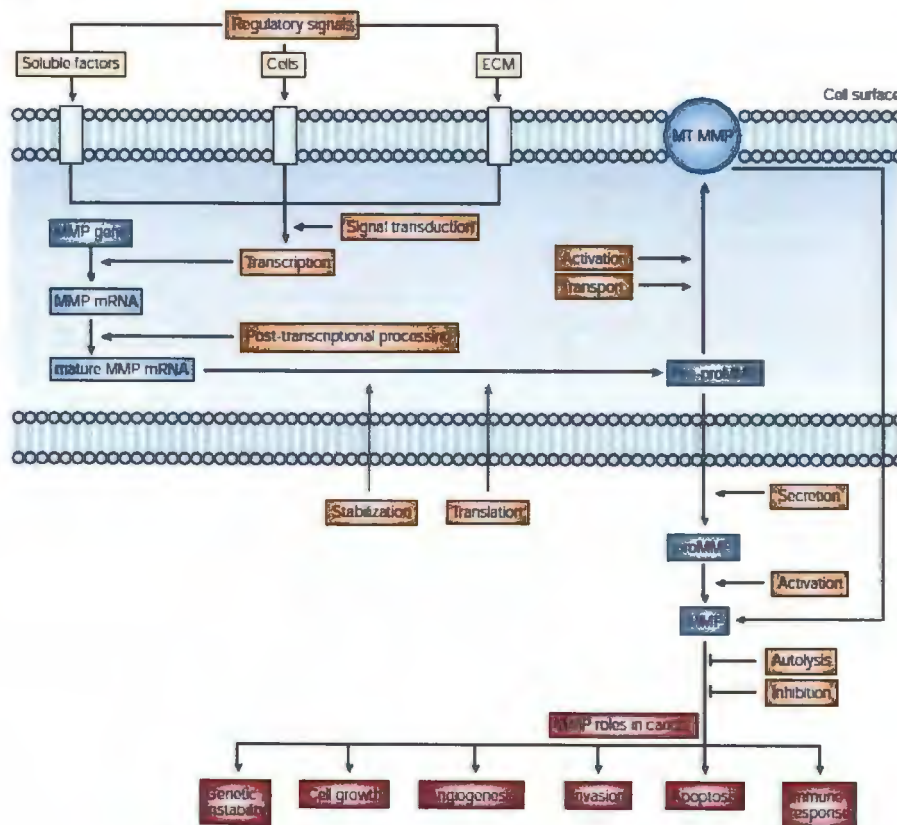 Regulatory signals
Soluble factors
Cells
ECM
Cell surface
MT-MMP
Signal transduction
MMP gene
Transcription
Activation
Transport
MMP mRNA
Post-transcriptional processing
mature MMP mRNA
Stabilization
Translation
Secretion
proMMP
Activation
MMP
Autolysis
Inhibition
MMP roles in cancer
Genetic
instability
Cell growth
Angiogenesis
Invasion
Apoptosis
Immune
response